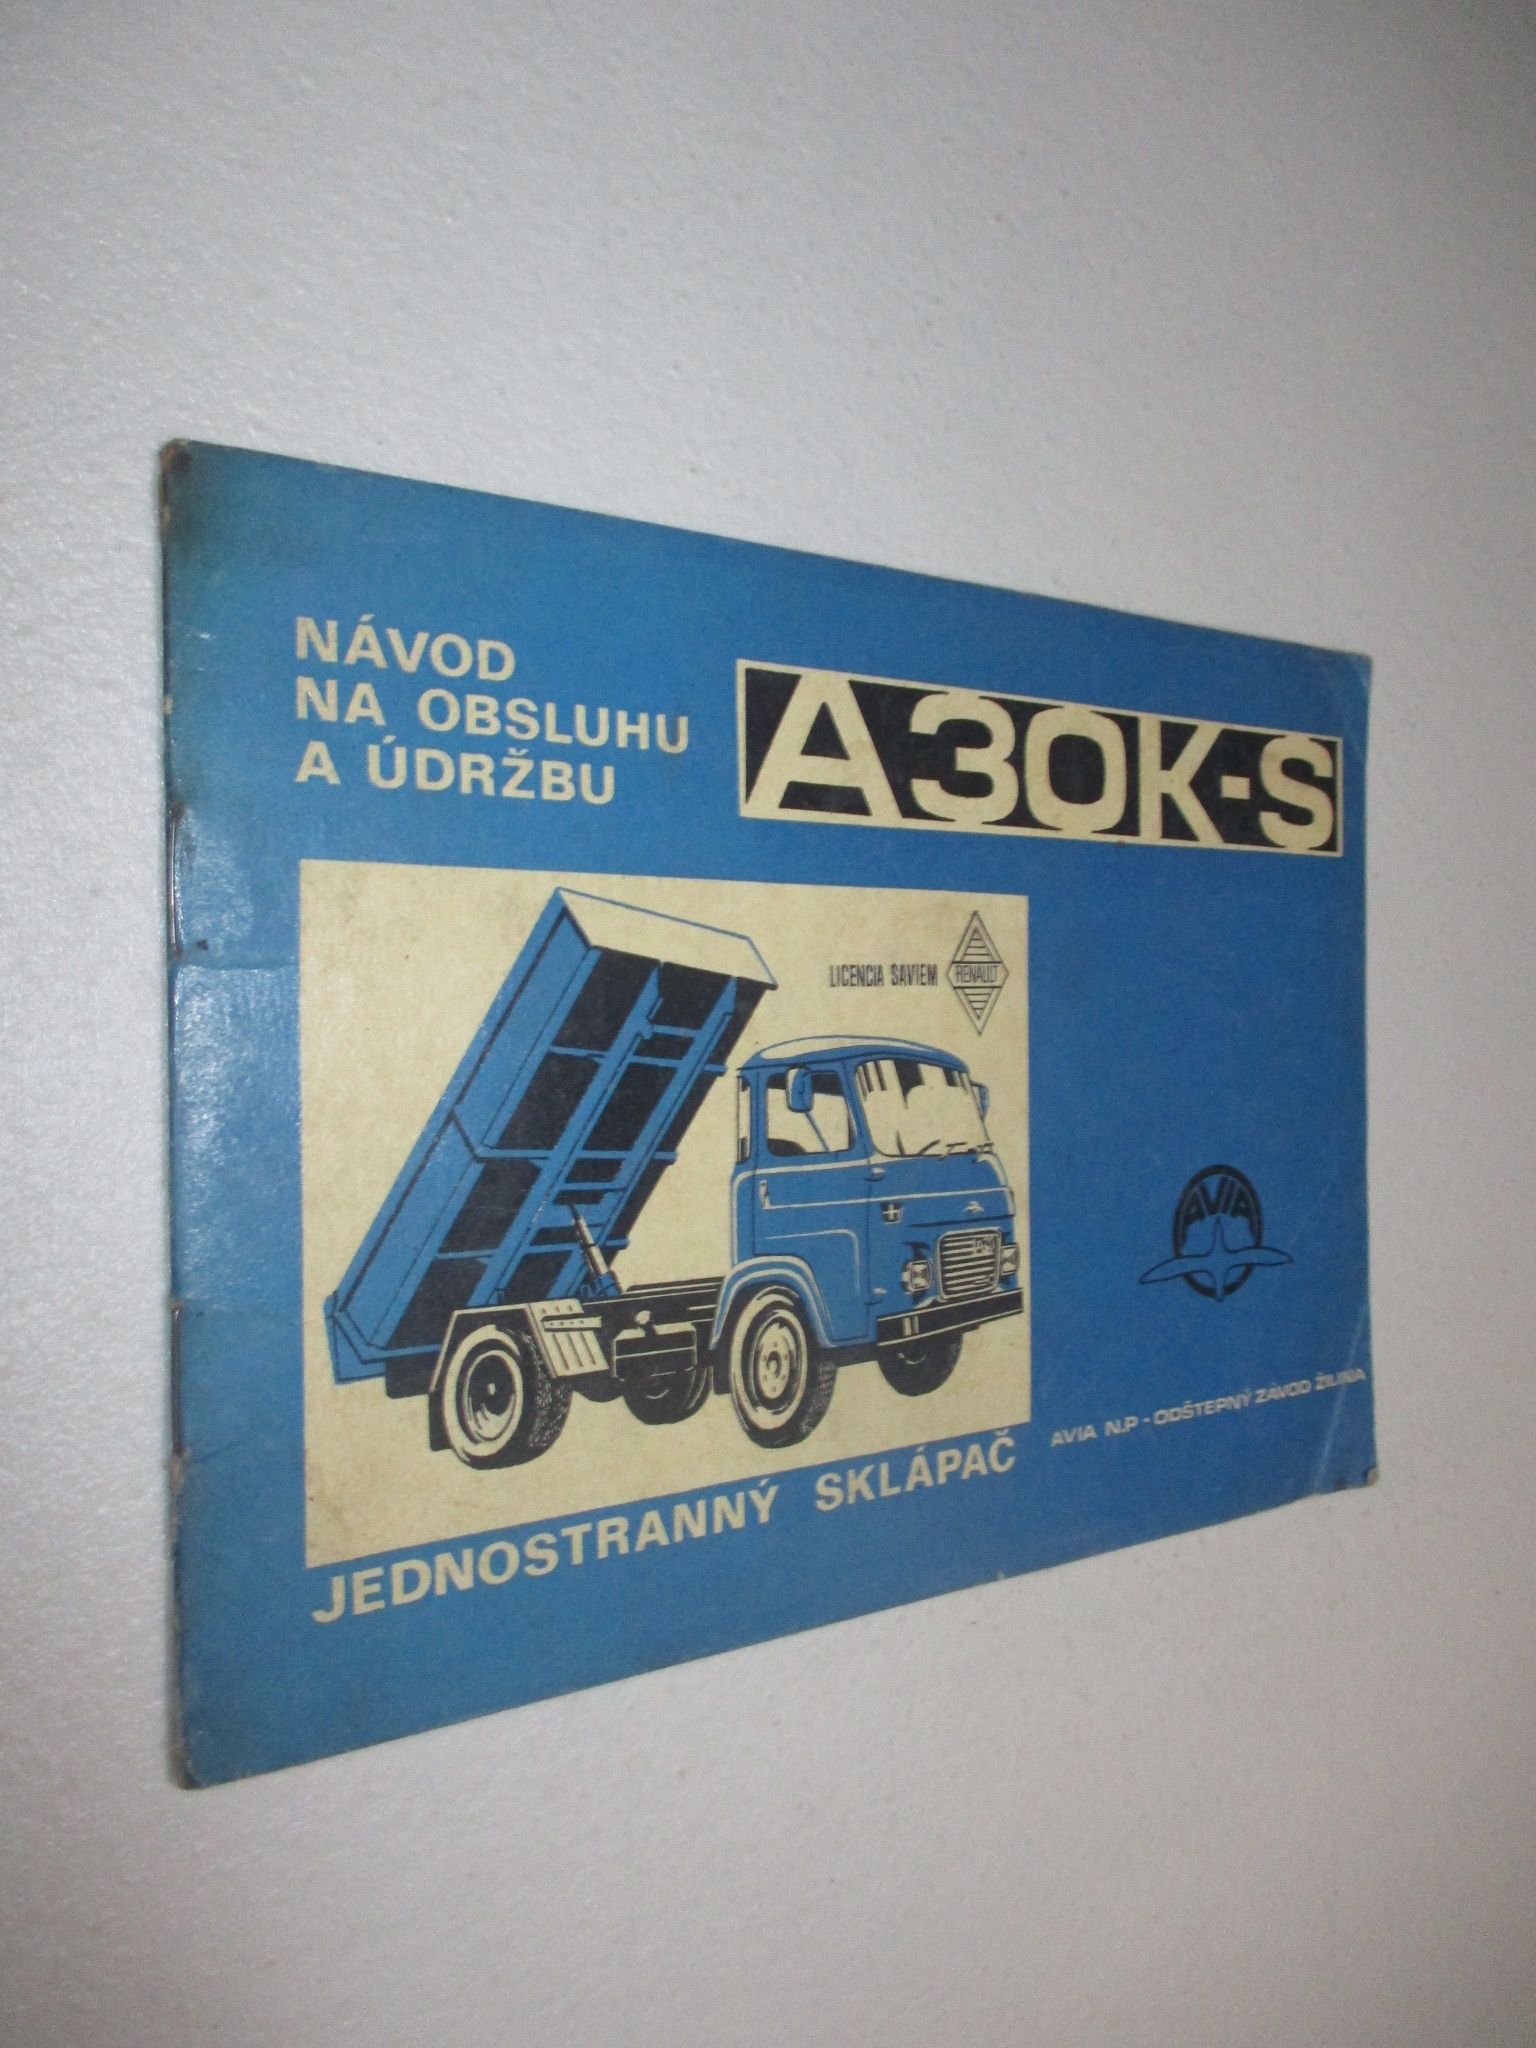 NÁVOD
NA OBSLUHU
A ÚDRŽBU
A30K-S
LICENCIA SAVIEM
RENAULT
AVIA
JEDNOSTRANNÝ SKLÁPAČ
AVIA N.P - ODŠTEPNÝ ZÁVOD ŽILINA